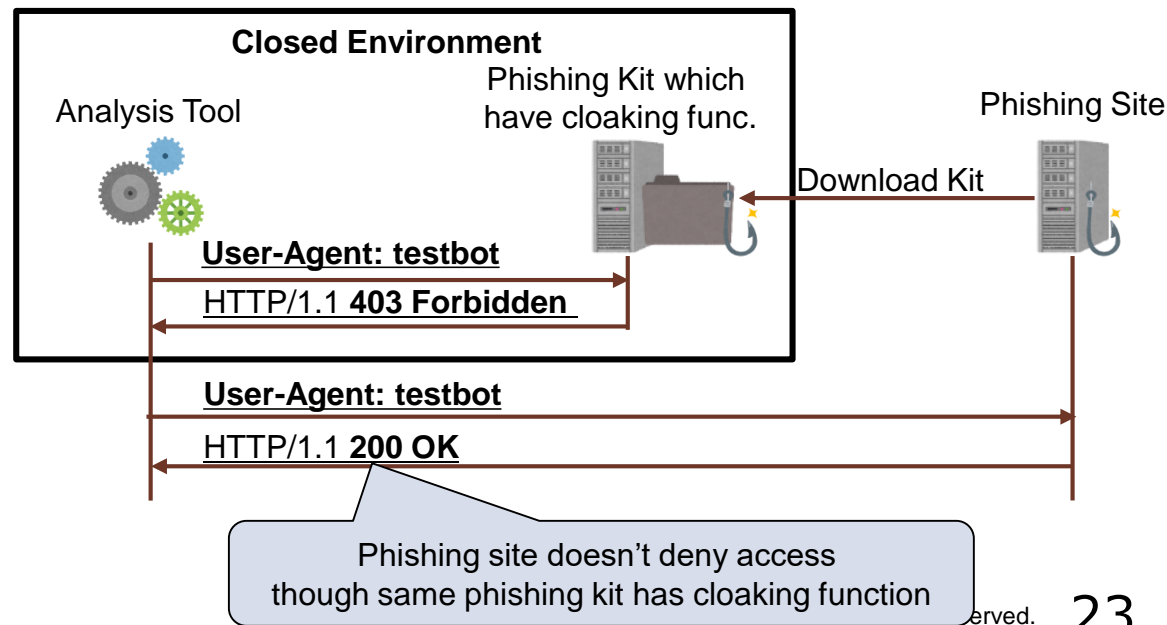 Closed Environment
Analysis Tool
Phishing Kit which
have cloaking func.
Phishing Site
Download Kit
User-Agent: testbot
HTTP/1.1 403 Forbidden
User-Agent: testbot
HTTP/1.1 200 OK
Phishing site doesn't deny access
though same phishing kit has cloaking function
erved.
23